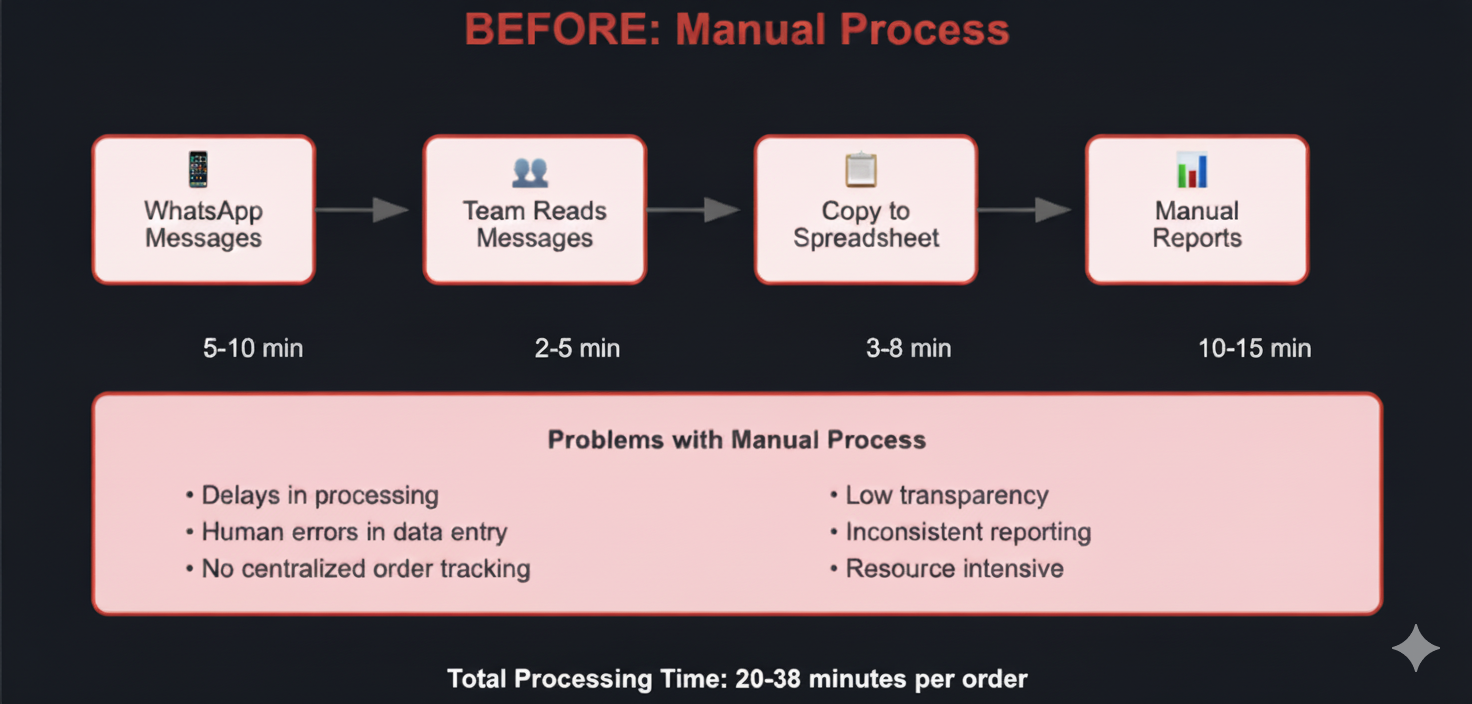 BEFORE: Manual Process
WhatsApp
Messages
Team Reads
Messages
Copy to
Spreadsheet
Manual
Reports
5-10 min
2-5 min
3-8 min
10-15 min
Problems with Manual Process
• Delays in processing
• Human errors in data entry
• No centralized order tracking
• Low transparency
• Inconsistent reporting
• Resource intensive
Total Processing Time: 20-38 minutes per order